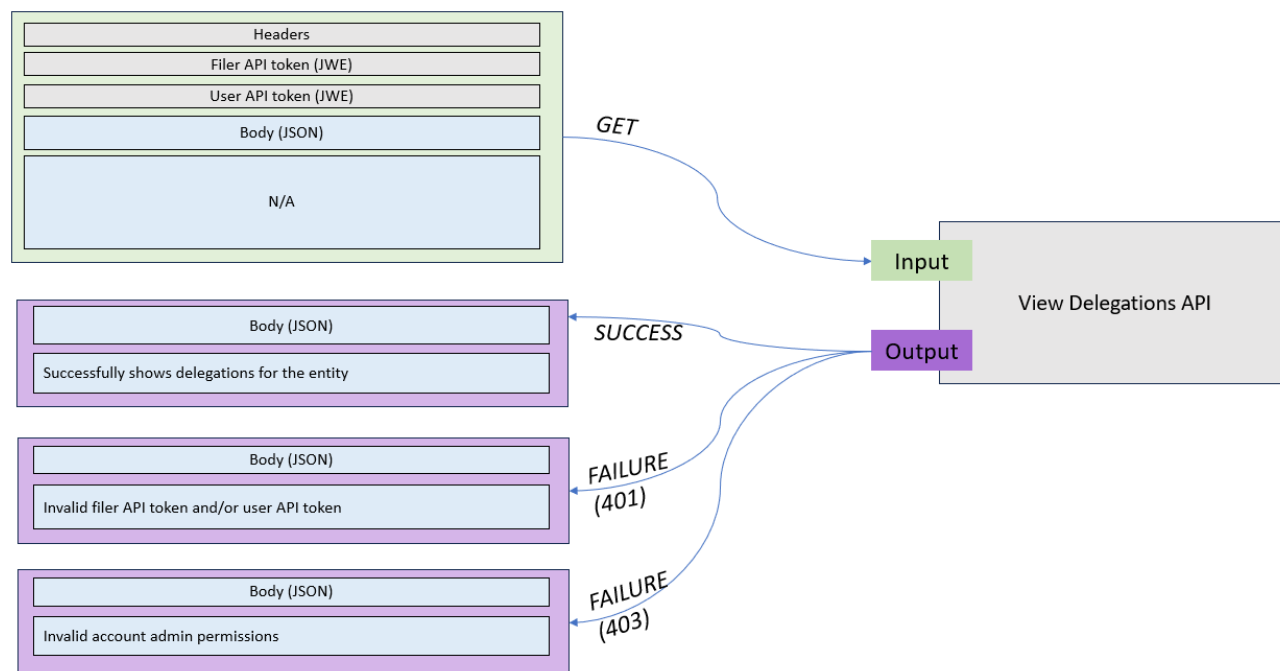 Headers
Filer API token (JWE)
User API token (JWE)
Body (JSON)
N/A
GET
Input
View Delegations API
Output
SUCCESS
Body (JSON)
Successfully shows delegations for the entity
FAILURE
(401)
Body (JSON)
Invalid filer API token and/or user API token
FAILURE
(403)
Body (JSON)
Invalid account admin permissions